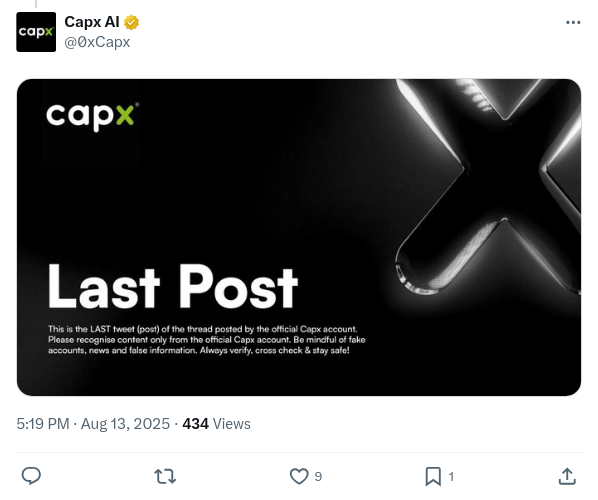 capx
Capx AI
@0xCapx
capx
Last Post
This is the LAST tweet (post) of the thread posted by the official Capx account.
Please recognise content only from the official Capx account. Be mindful of fake
accounts, news and false information. Always verify, cross check & stay safe!
5:19 PM · Aug 13, 2025 · 434 Views
9
1